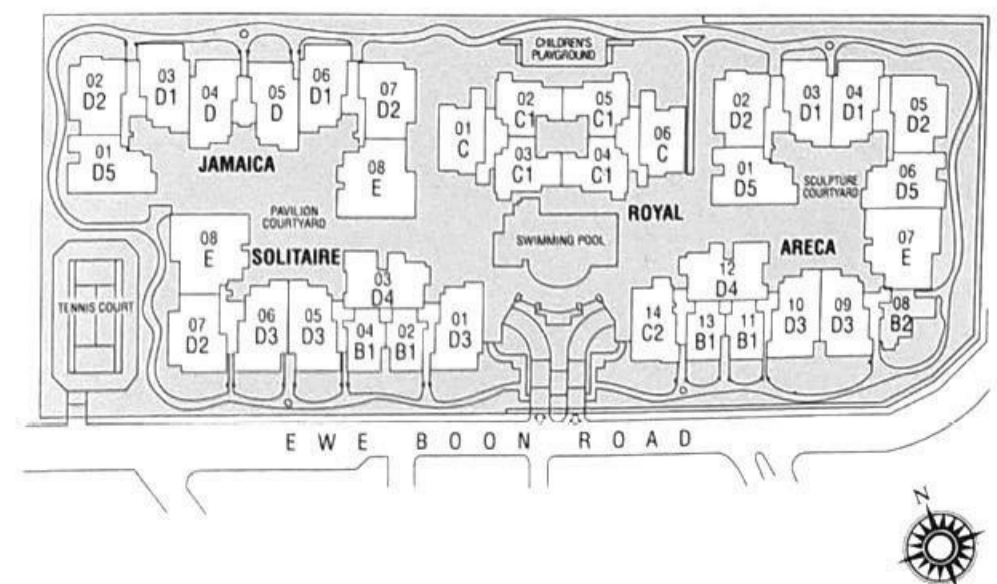 CHILDREN'S
PLAYGROUND
02
D2
03
D1
04
D
05
D
06
D1
07
D2
01
D5
08
E
JAMAICA
01
C
02
C1
05
C1
06
C
03
C1
04
C1
ROYAL
02
D2
03
D1
04
D1
05
D2
01
D5
SCULPTURE
COURTYARD
06
D5
07
E
ARECA
PAVILION
COURTYARD
SWIMMING POOL
08
E
SOLITAIRE
03
D4
TENNIS COURT
07
D2
06
D3
05
D3
04
B1
02
B1
01
D3
14
C2
12
D4
13
B1
11
B1
10
D3
09
D3
08
B2
EWE BOON ROAD
N